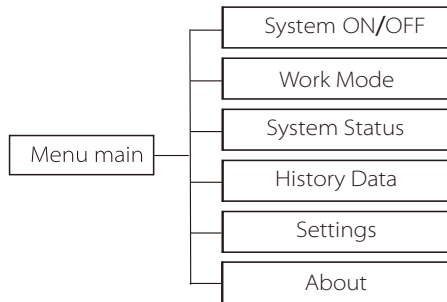 System ON/OFF
Work Mode
System Status
Menu main
History Data
Settings
About